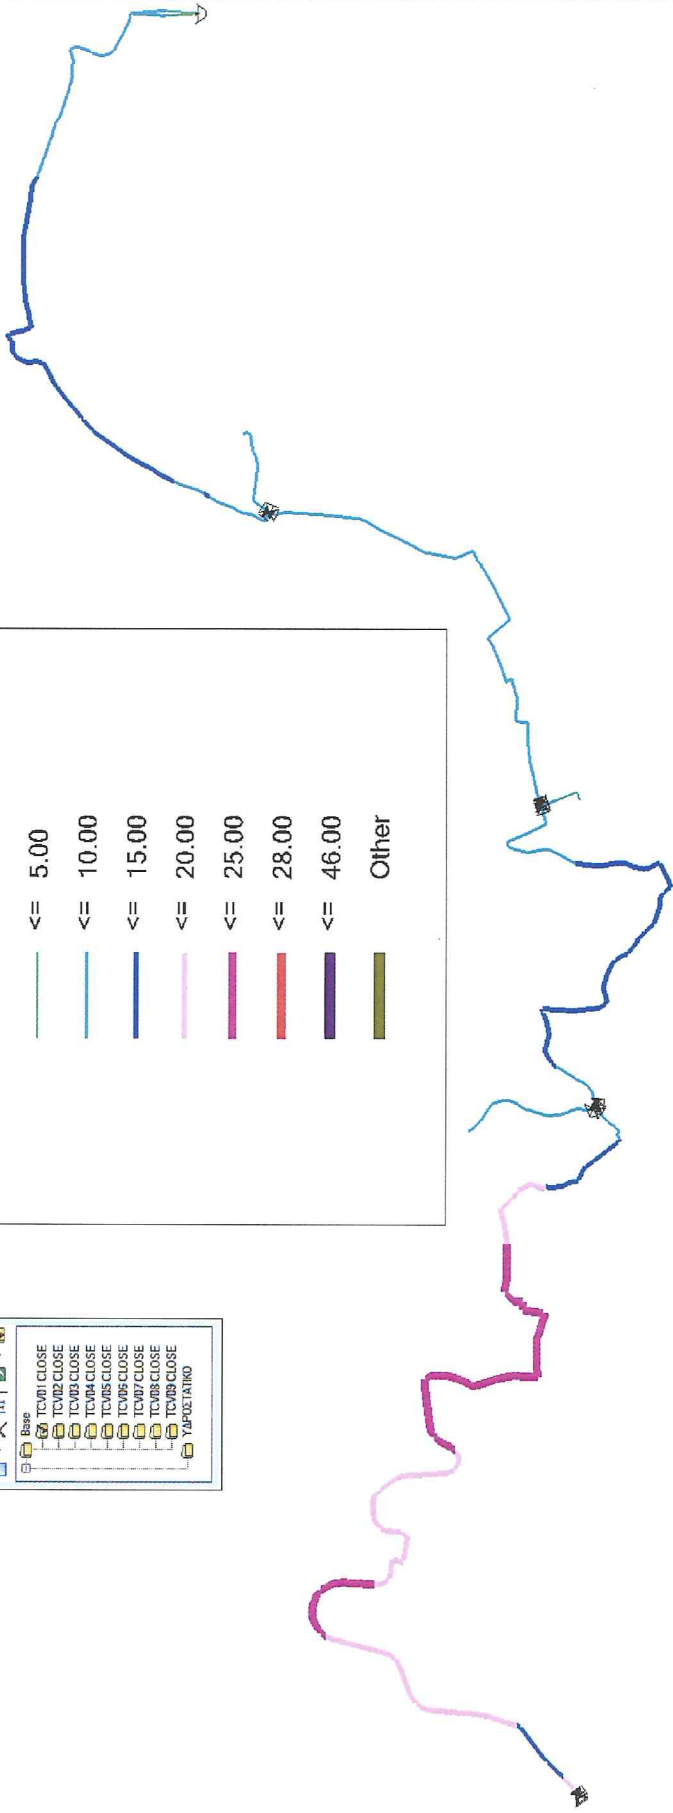 <= 5.00
<= 10.00
<= 15.00
<= 20.00
<= 25.00
<= 28.00
<= 46.00
Other
Base
TCV01 CLOSE
TCV02 CLOSE
TCV03 CLOSE
TCV04 CLOSE
TCV05 CLOSE
TCV06 CLOSE
TCV07 CLOSE
TCV08 CLOSE
TCV09 CLOSE
ΥΔΡΟΣΤΑΤΙΚΟ